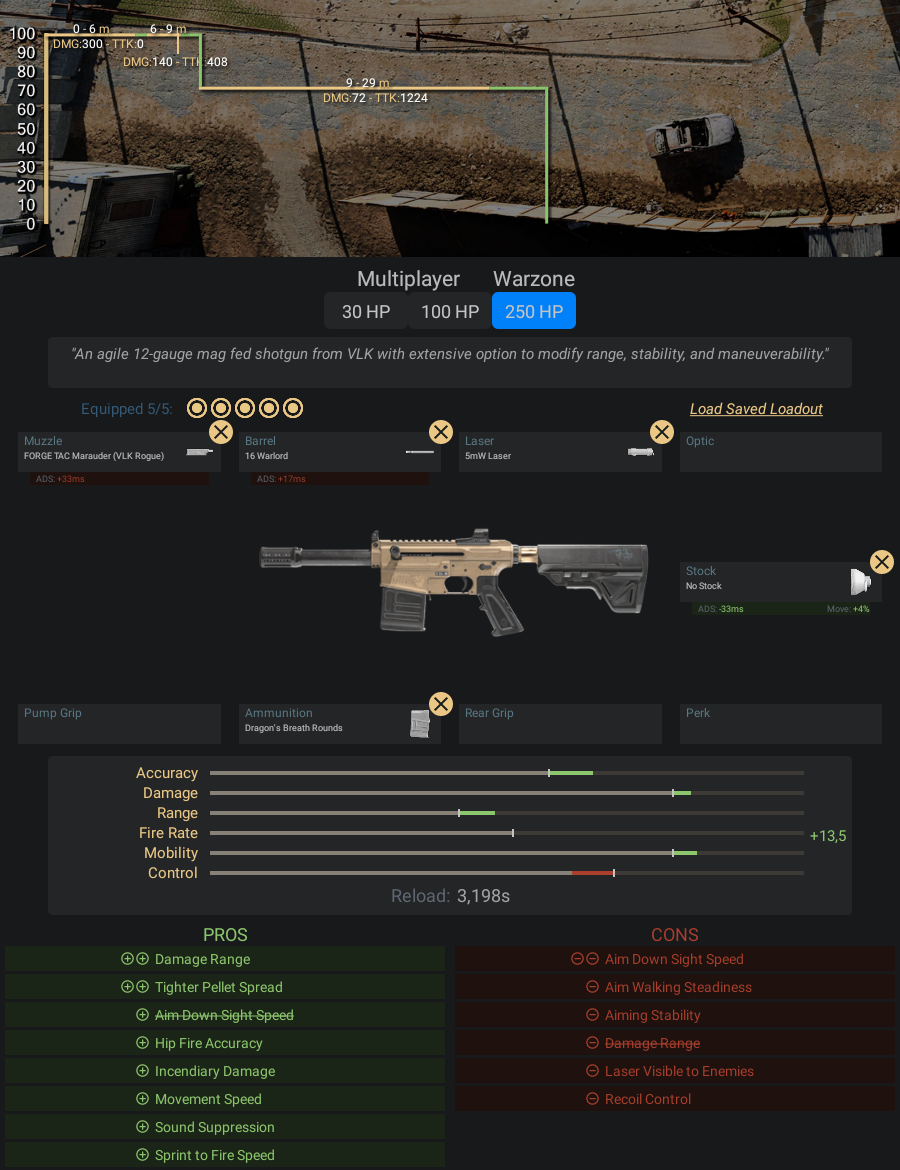 0 - 6 m 6 - 9 m
100
DMG:300 - TTK:0
90
DMG:140 - TTK:408
80
9 - 29 m
70
DMG:72 - TTK:1224
60
50
40
30
20
10
0
Multiplayer Warzone
30 HP 100 HP 250 HP
"An agile 12-gauge mag fed shotgun from VLK with extensive option to modify range, stability, and maneuverability."
Equipped 5/5: Load Saved Loadout
Muzzle Barrel Laser Optic
FORGE TAC Marauder (VLK Rogue) 16 Warlord 5mW Laser
ADS: +33ms ADS: +17ms
Stock
No Stock
ADS: -33ms Move: +4%
Pump Grip Ammunition Rear Grip Perk
Dragon's Breath Rounds
Accuracy
Damage
Range
Fire Rate
+13,5
Mobility
Control
Reload: 3,198s
PROS CONS
Damage Range Aim Down Sight Speed
Tighter Pellet Spread Aim Walking Steadiness
Aim Down Sight Speed Aiming Stability
Hip Fire Accuracy Damage Range
Incendiary Damage Laser Visible to Enemies
Movement Speed Recoil Control
Sound Suppression
Sprint to Fire Speed